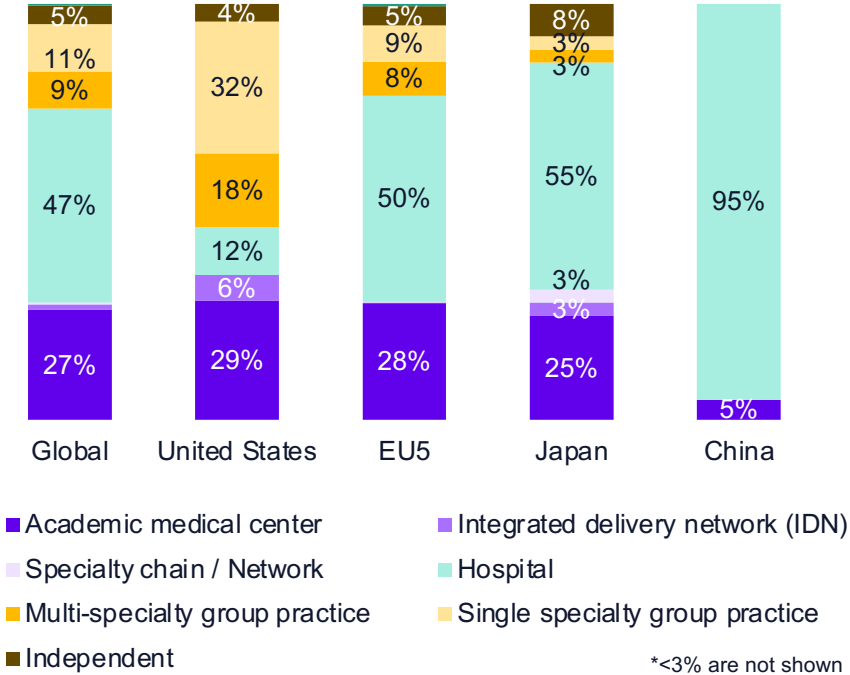 5% 4% 5% 8%
11% 32% 9% 3%
9% 18% 8% 3%
47% 12% 50% 55% 95%
6% 3%
3%
27% 29% 28% 25% 5%
Global United States EU5 Japan China
Academic medical center Integrated delivery network (IDN)
Specialty chain / Network Hospital
Multi-specialty group practice Single specialty group practice
Independent
*<3% are not shown